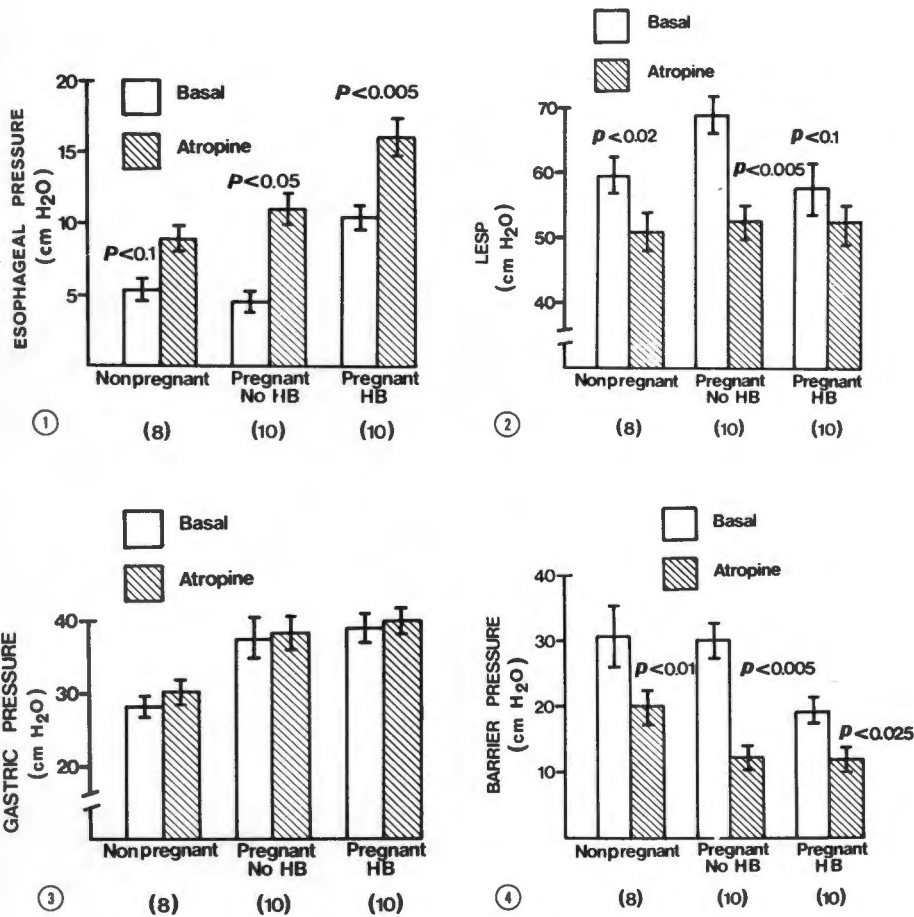 ESOPHAGEAL PRESSURE
(cm H₂O)
20
15
10
5
Basal
Atropine
P<0.1
P<0.05
P<0.005
Nonpregnant
Pregnant
No HB
Pregnant
HB
1
(8)
(10)
(10)
Basal
Atropine
LESP
(cm H₂O)
70
60
50
40
p<0.02
p<0.005
p<0.1
Nonpregnant
Pregnant
No HB
Pregnant
HB
2
(8)
(10)
(10)
Basal
Atropine
GASTRIC PRESSURE
(cm H₂O)
40
30
20
Nonpregnant
Pregnant
No HB
Pregnant
HB
3
(8)
(10)
(10)
Basal
Atropine
BARRIER PRESSURE
(cm H₂O)
40
30
20
10
p<0.01
p<0.005
p<0.025
Nonpregnant
Pregnant
No HB
Pregnant
HB
4
(8)
(10)
(10)